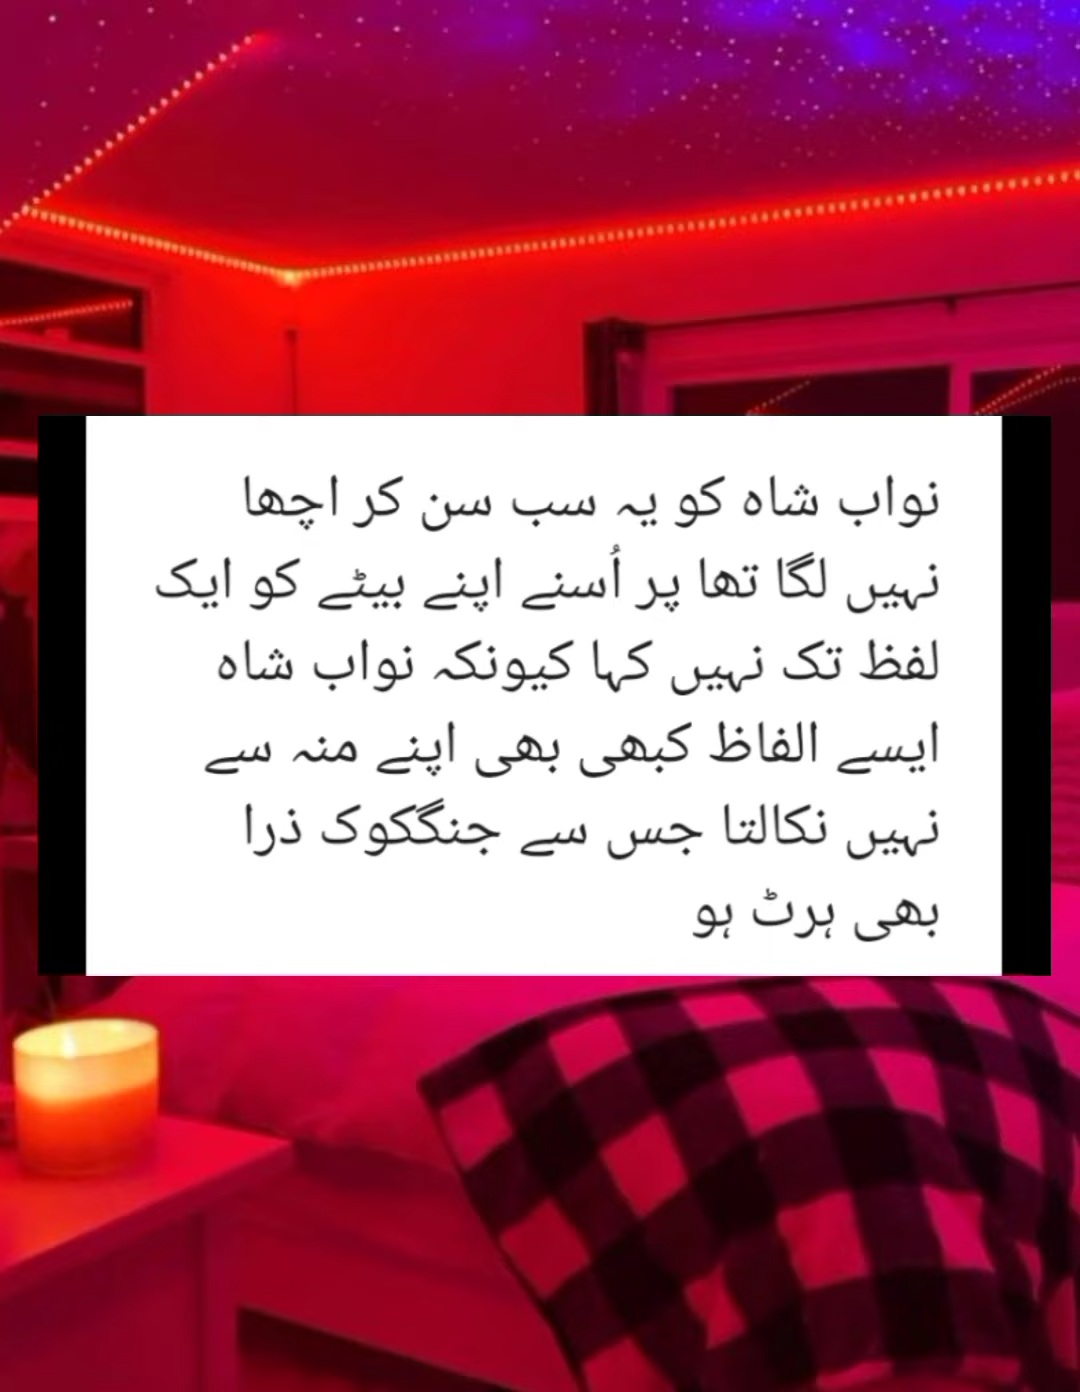 نواب شاہ کو یہ سب سن کر اچھا
نہیں لگا تھا پر اُسنے اپنے بیٹے کو ایک
لفظ تک نہیں کہا کیونکہ نواب شاہ
ایسے الفاظ کبھی بھی اپنے منہ سے
نہیں نکالتا جس سے جنگکوک ذرا
بھی ہرٹ ہو